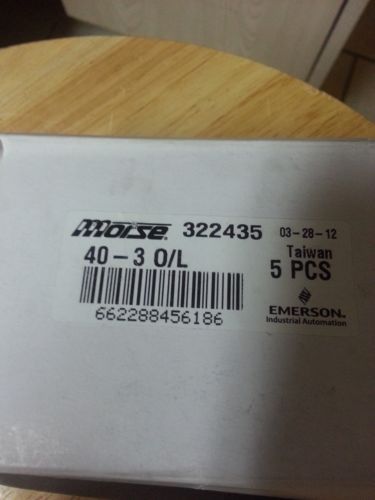 Morse. 322435 03-28-12
40-3 O/L Taiwan
5 PCS
662288456186
EMERSON.
Industrial Automation